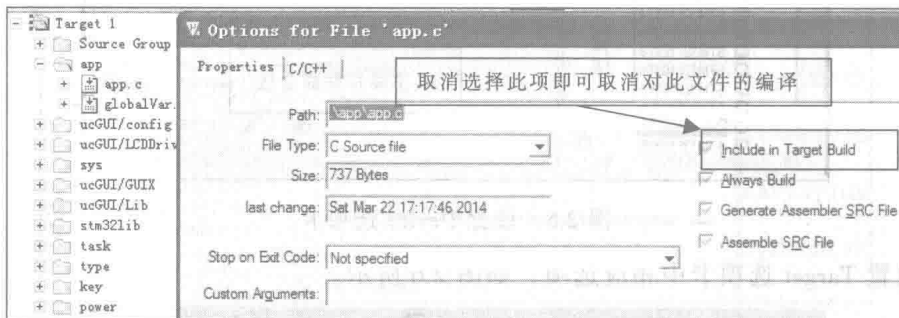 Target 1
Source Group
app
app.c
globalVar.
ucGUI/config
ucGUI/LCDDriv
sys
ucGUI/GUIX
ucGUI/Lib
stm32lib
task
type
key
power
Options for File 'app.c'
Properties C/C++
取消选择此项即可取消对此文件的编译
Path: .\app\app.c
File Type: C Source file
Size: 737 Bytes
last change: Sat Mar 22 17:17:46 2014
Stop on Exit Code: Not specified
Custom Arguments:
Include in Target Build
Always Build
Generate Assembler SRC File
Assemble SRC File